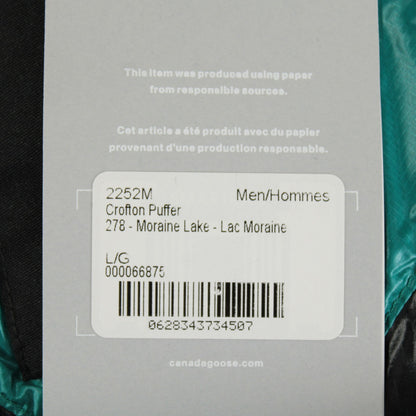 This item was produced using paper
from responsible sources.
Cet article a été produit avec du papier
provenant d'une production responsable.
2252M Men/Hommes
Crofton Puffer
278 - Moraine Lake - Lac Moraine
L/G
000066875
0628343734507
canadagoose.com